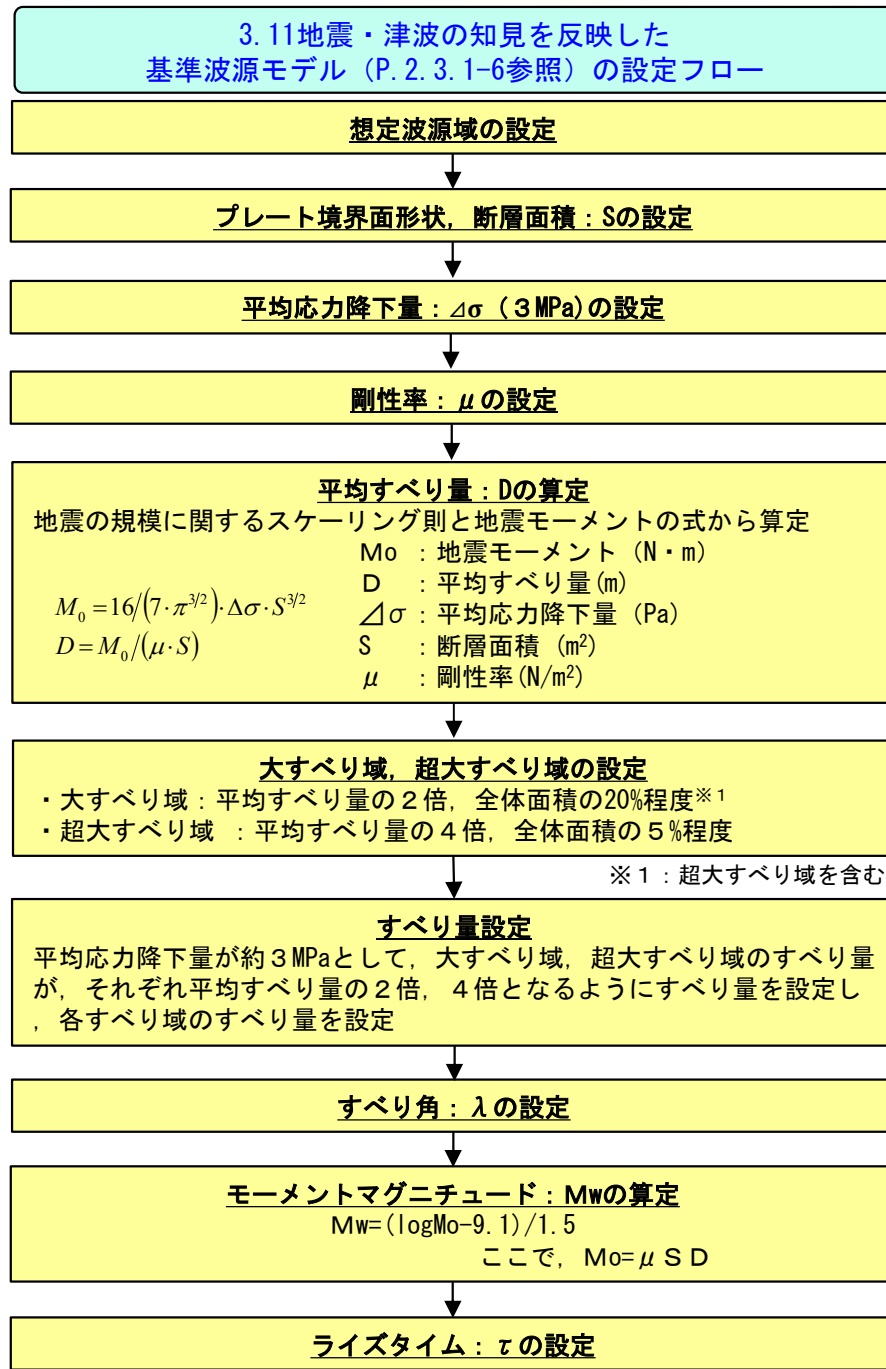 3.11地震・津波の知見を反映した
基準波源モデル（P.2.3.1-6参照）の設定フロー
想定波源域の設定
プレート境界面形状，断層面積：Sの設定
平均応力降下量：⊿σ（３MPa)の設定
剛性率：μの設定
平均すべり量：Dの算定
地震の規模に関するスケーリング則と地震モーメントの式から算定
Ｍo ：地震モーメント（N・m）
Ｄ ：平均すべり量(m)
⊿σ：平均応力降下量（Pa）
S ：断層面積（m²）
μ ：剛性率(N/m²)
M₀ = 16/(7・π^{3/2})・Δσ・S^{3/2}
D = M₀/(μ・S)
大すべり域，超大すべり域の設定
・大すべり域：平均すべり量の２倍，全体面積の20%程度※１
・超大すべり域 ：平均すべり量の４倍，全体面積の５%程度
※１：超大すべり域を含む
すべり量設定
平均応力降下量が約３MPaとして，大すべり域，超大すべり域のすべり量
が，それぞれ平均すべり量の２倍，４倍となるようにすべり量を設定し
，各すべり域のすべり量を設定
すべり角：λの設定
モーメントマグニチュード：Ｍwの算定
Ｍw=(logMo-9.1)/1.5
ここで，Ｍo=μＳＤ
ライズタイム：τの設定